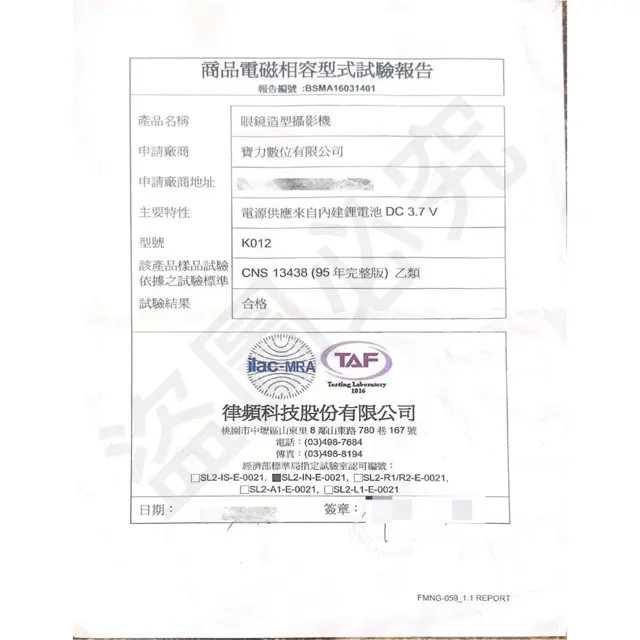 商品電磁相容型式試驗報告
報告編號 :BSMA16031401
產品名稱 眼鏡造型攝影機
申請廠商 寶力數位有限公司
申請廠商地址
主要特性 電源供應來自內建鋰電池 DC 3.7 V
型號 K012
該產品樣品試驗
依據之試驗標準 CNS 13438 (95 年完整版) 乙類
試驗結果 合格
ilac-MRA TAF
Testing Laboratory
1016
律頻科技股份有限公司
桃園市中壢區山東里 8 鄰山東路 780 巷 167 號
電話：(03)498-7684
傳真：(03)498-8194
經濟部標準局指定試驗室認可編號：
□SL2-IS-E-0021, ■SL2-IN-E-0021, □SL2-R1/R2-E-0021,
□SL2-A1-E-0021, □SL2-L1-E-0021
日期： 簽章：
FMNG-059_1.1 REPORT
盜圖必究